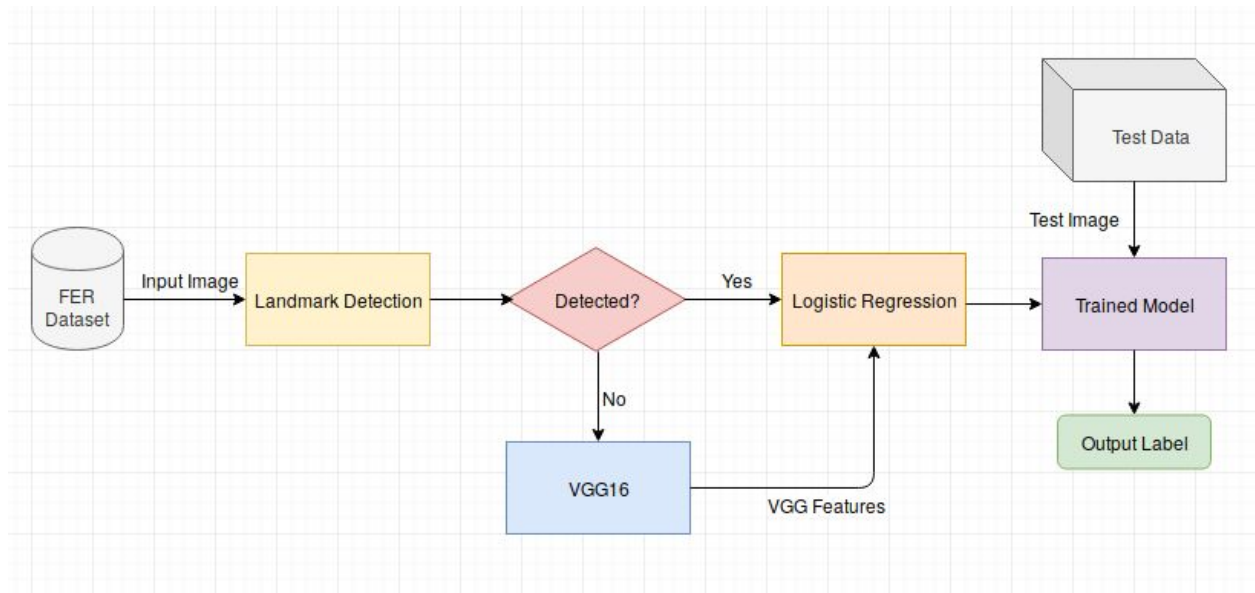 Test Data
Test Image
FER
Dataset
Input Image
Landmark Detection
Detected?
Yes
Logistic Regression
Trained Model
No
VGG16
VGG Features
Output Label